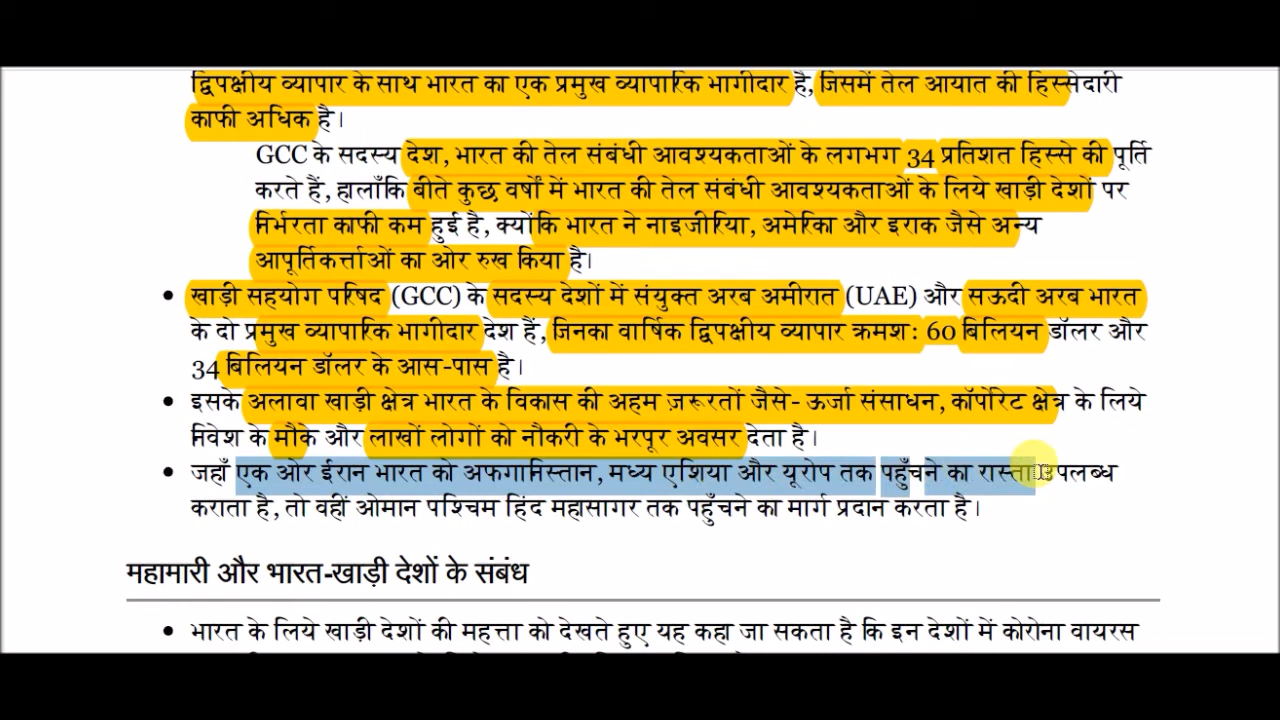 द्विपक्षीय व्यापार के साथ भारत का एक प्रमुख व्यापारिक भागीदार है, जिसमें तेल आयात की हिस्सेदारी
काफी अधिक है।
GCC के सदस्य देश, भारत की तेल संबंधी आवश्यकताओं के लगभग 34 प्रतिशत हिस्से की पूर्ति
करते हैं, हालाँकि बीते कुछ वर्षों में भारत की तेल संबंधी आवश्यकताओं के लिये खाड़ी देशों पर
निर्भरता काफी कम हुई है, क्योंकि भारत ने नाइजीरिया, अमेरिका और इराक जैसे अन्य
आपूर्तिकर्त्ताओं का ओर रुख किया है।
• खाड़ी सहयोग परिषद (GCC) के सदस्य देशों में संयुक्त अरब अमीरात (UAE) और सऊदी अरब भारत
के दो प्रमुख व्यापारिक भागीदार देश हैं, जिनका वार्षिक द्विपक्षीय व्यापार क्रमश: 60 बिलियन डॉलर और
34 बिलियन डॉलर के आस-पास है।
• इसके अलावा खाड़ी क्षेत्र भारत के विकास की अहम ज़रूरतों जैसे- ऊर्जा संसाधन, कॉर्पोरेट क्षेत्र के लिये
निवेश के मौके और लाखों लोगों को नौकरी के भरपूर अवसर देता है।
• जहाँ एक ओर ईरान भारत को अफगानिस्तान, मध्य एशिया और यूरोप तक पहुँचने का रास्ता उपलब्ध
कराता है, तो वहीं ओमान पश्चिम हिंद महासागर तक पहुँचने का मार्ग प्रदान करता है।
महामारी और भारत-खाड़ी देशों के संबंध
• भारत के लिये खाड़ी देशों की महत्ता को देखते हुए यह कहा जा सकता है कि इन देशों में कोरोना वायरस